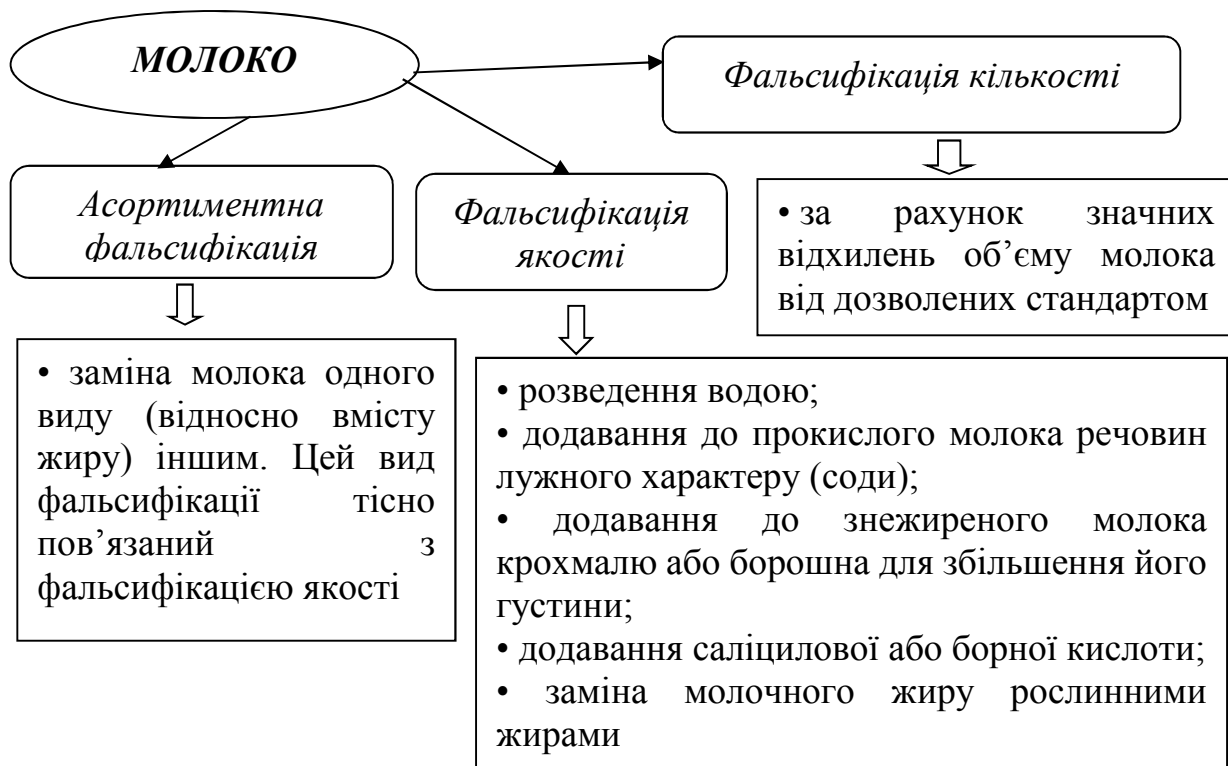 МОЛОКО
Фальсифікація кількості
Асортиментна
фальсифікація
Фальсифікація
якості
• за рахунок значних
відхилень об’єму молока
від дозволених стандартом
• заміна молока одного
виду (відносно вмісту
жиру) іншим. Цей вид
фальсифікації тісно
пов’язаний з
фальсифікацією якості
• розведення водою;
• додавання до прокислого молока речовин
лужного характеру (соди);
• додавання до знежиреного молока
крохмалю або борошна для збільшення його
густини;
• додавання саліцилової або борної кислоти;
• заміна молочного жиру рослинними
жирами